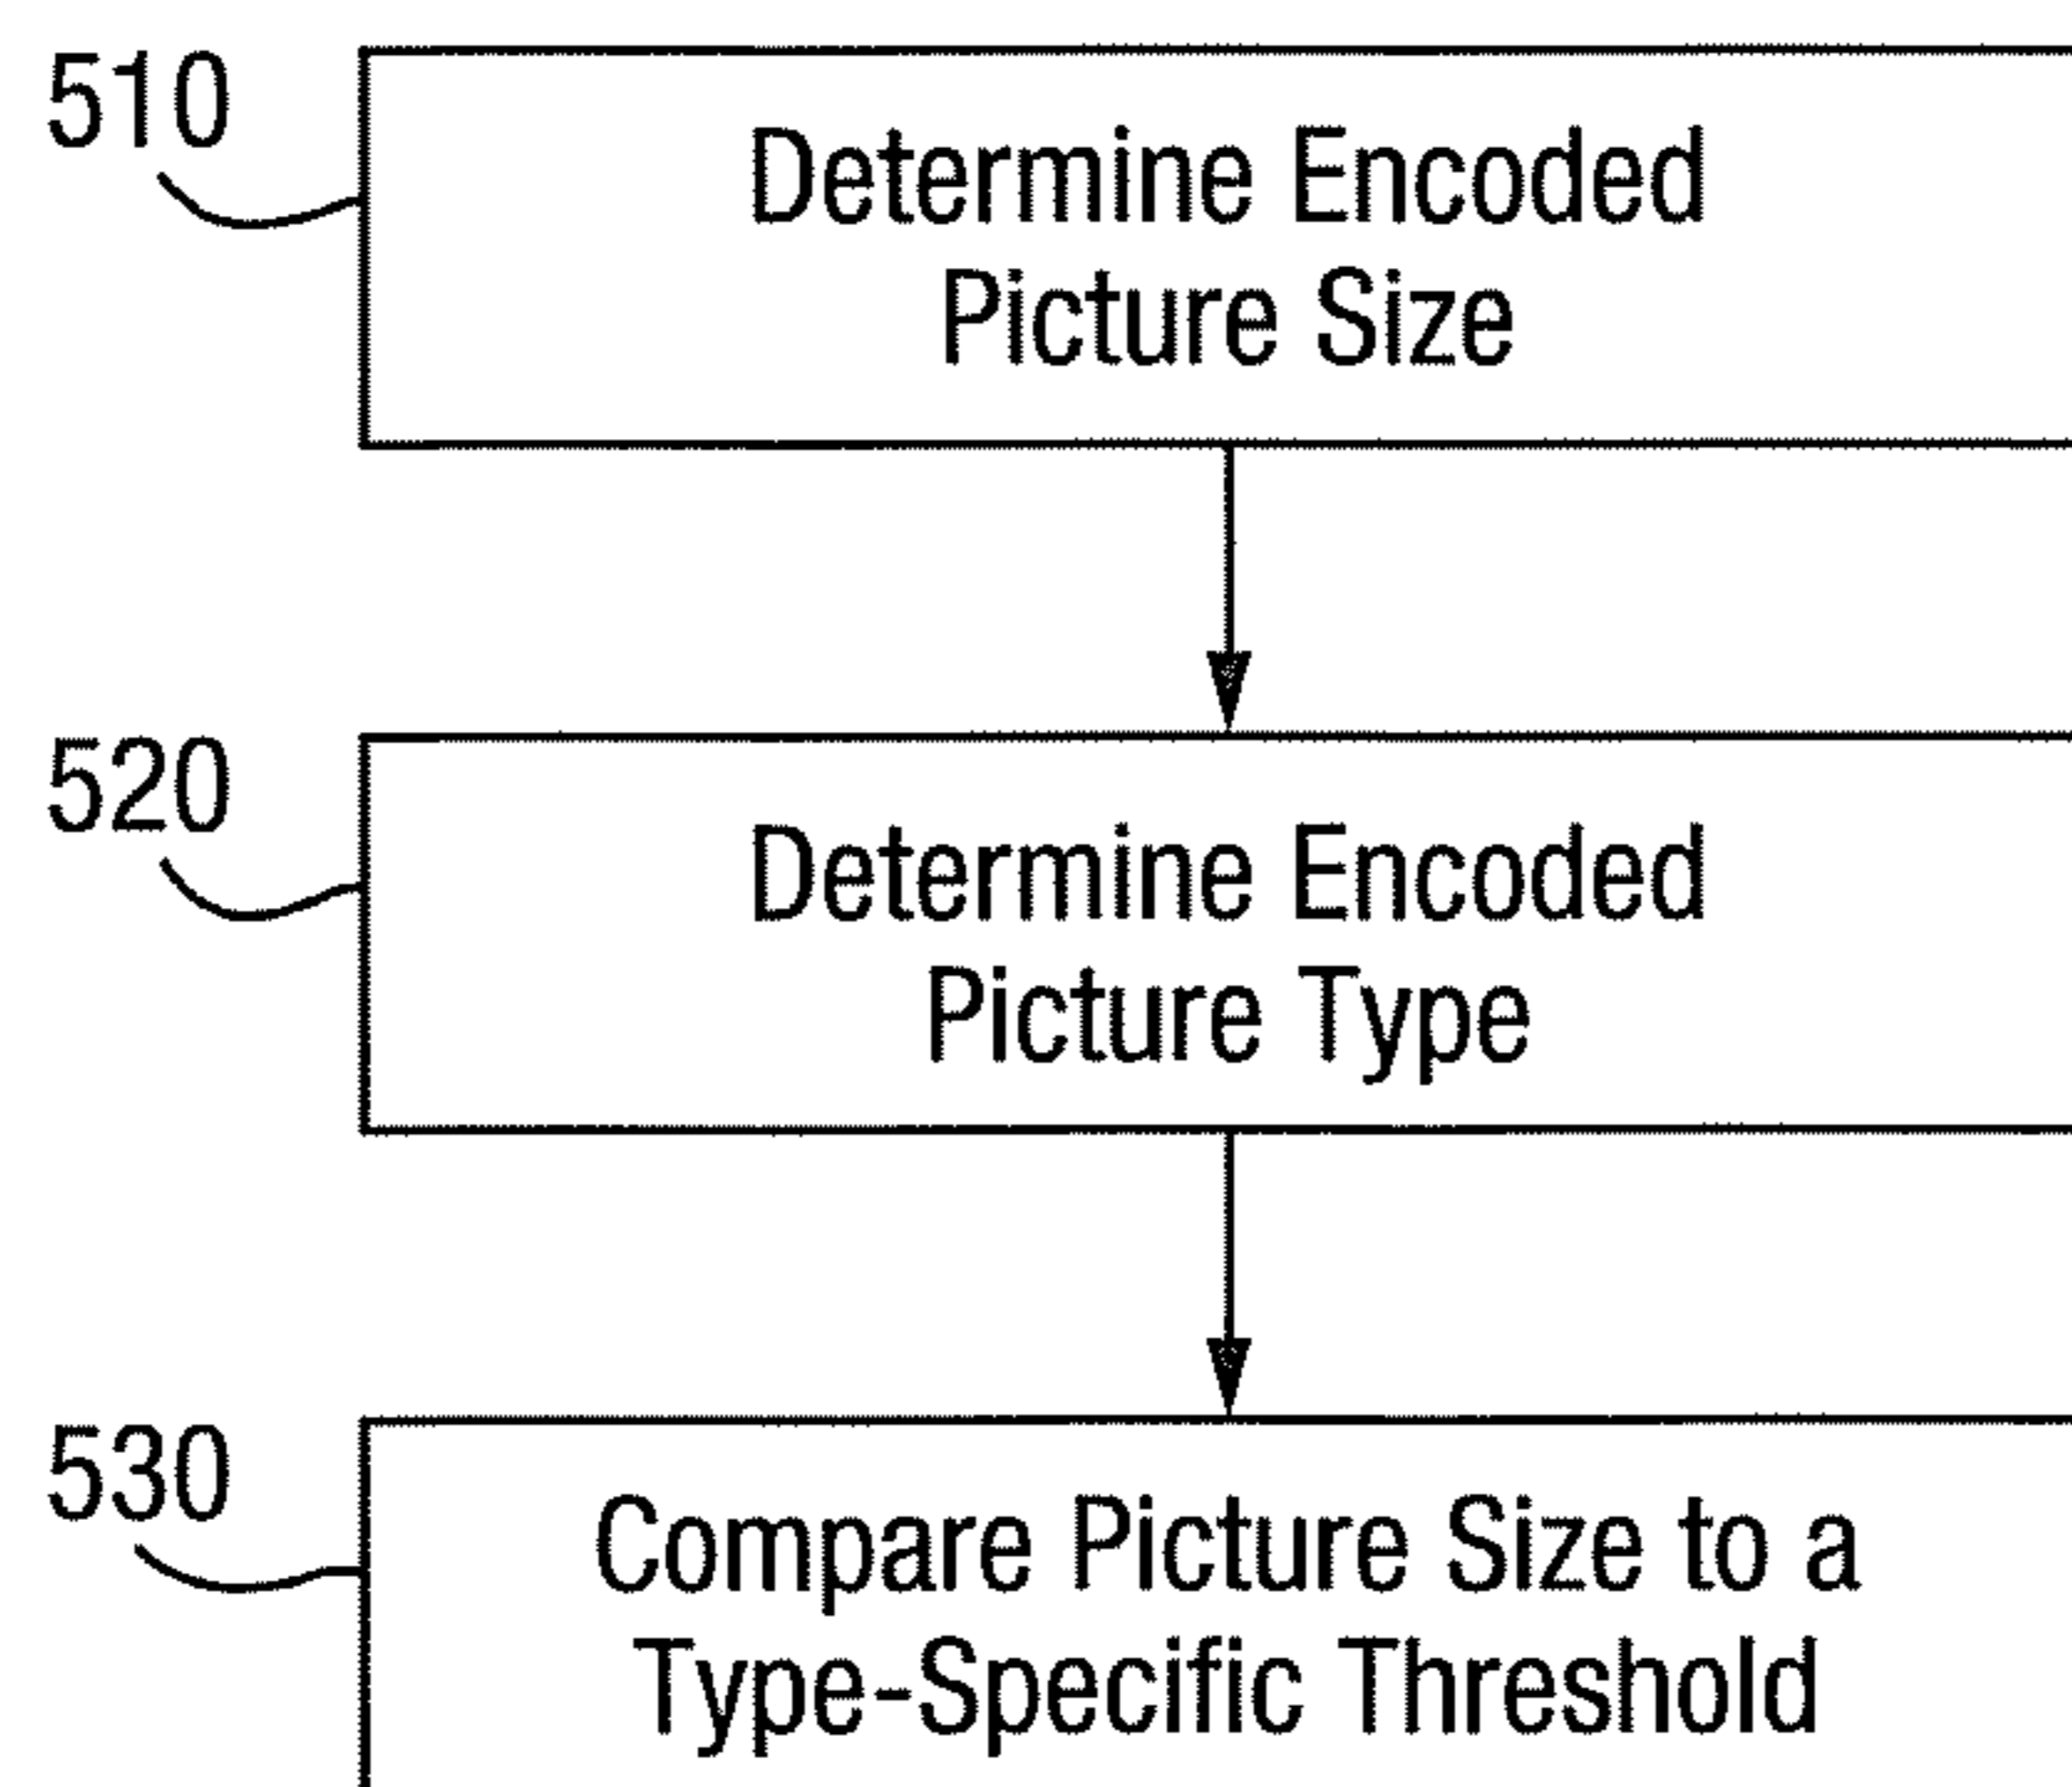 510
Determine Encoded
Picture Size
520
Determine Encoded
Picture Type
530
Compare Picture Size to a
Type-Specific Threshold